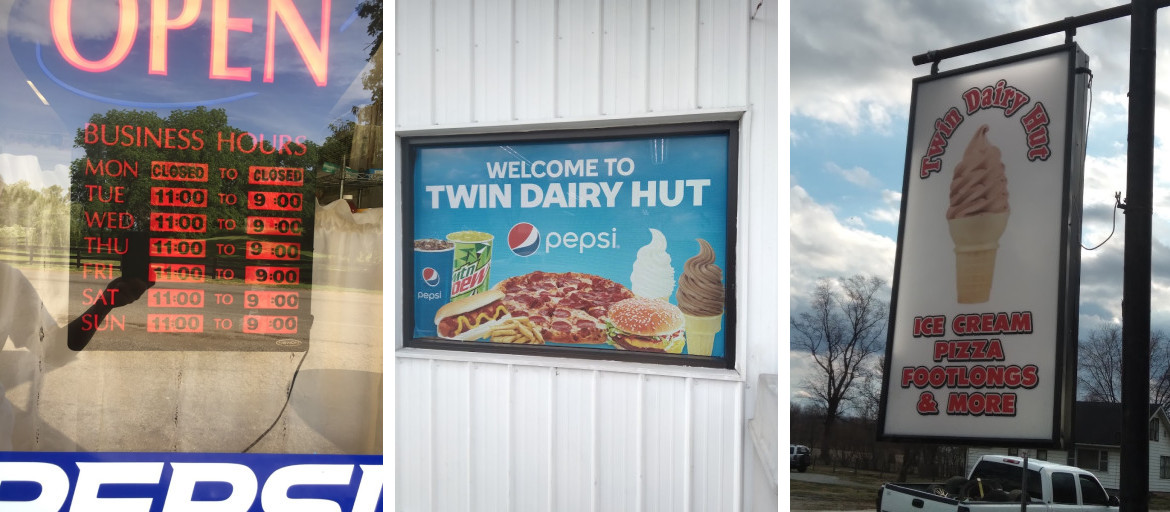 OPEN
BUSINESS HOURS
MON CLOSED TO CLOSED
TUE 11:00 TO 9:00
WED 11:00 TO 9:00
THU 11:00 TO 9:00
FRI 11:00 TO 9:00
SAT 11:00 TO 9:00
SUN 11:00 TO 9:00
PEPSI
WELCOME TO
TWIN DAIRY HUT
pepsi
pepsi
mtn
DEW
Twin Dairy Hut
ICE CREAM
PIZZA
FOOTLONGS
& MORE